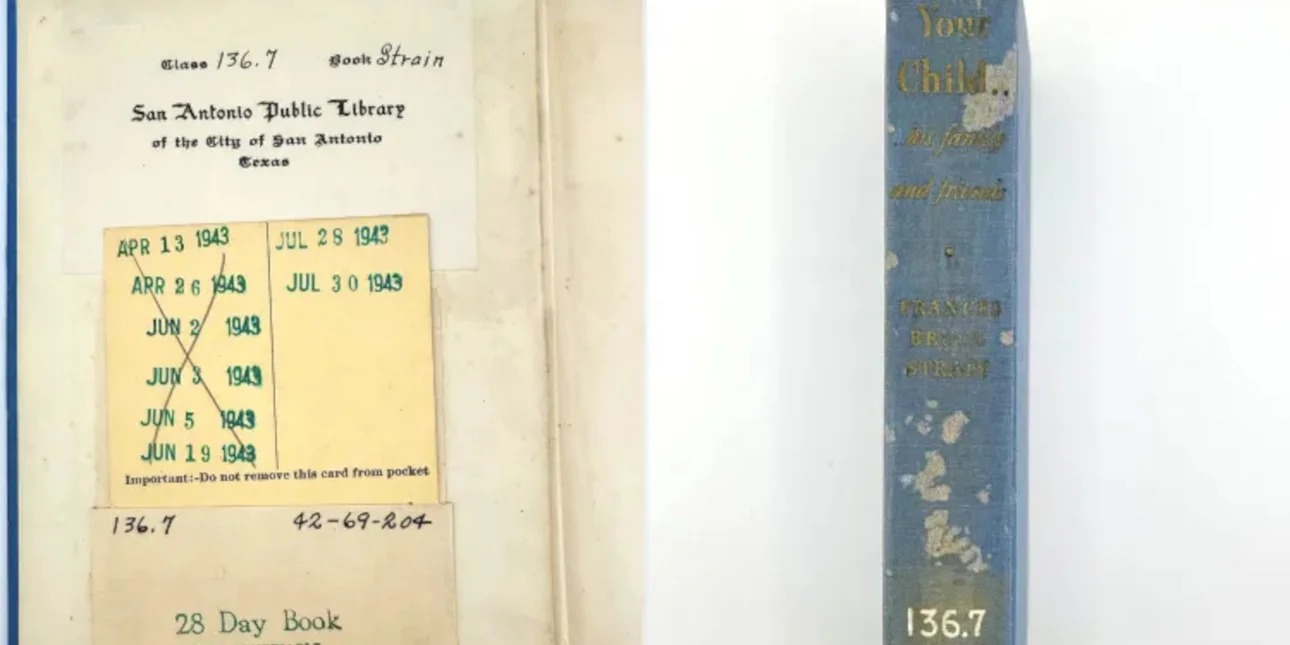 Class 136.7 Book Strain
San Antonio Public Library
of the City of San Antonio
Texas
APR 13 1943
APR 26 1943
JUN 2 1943
JUN 3 1943
JUN 5 1943
JUN 19 1943
JUL 28 1943
JUL 30 1943
Important:-Do not remove this card from pocket
136.7 42-69-204
28 Day Book
Your
Child..
..his family
and friends
FRANCES
BRUCE
STRAIN
136.7